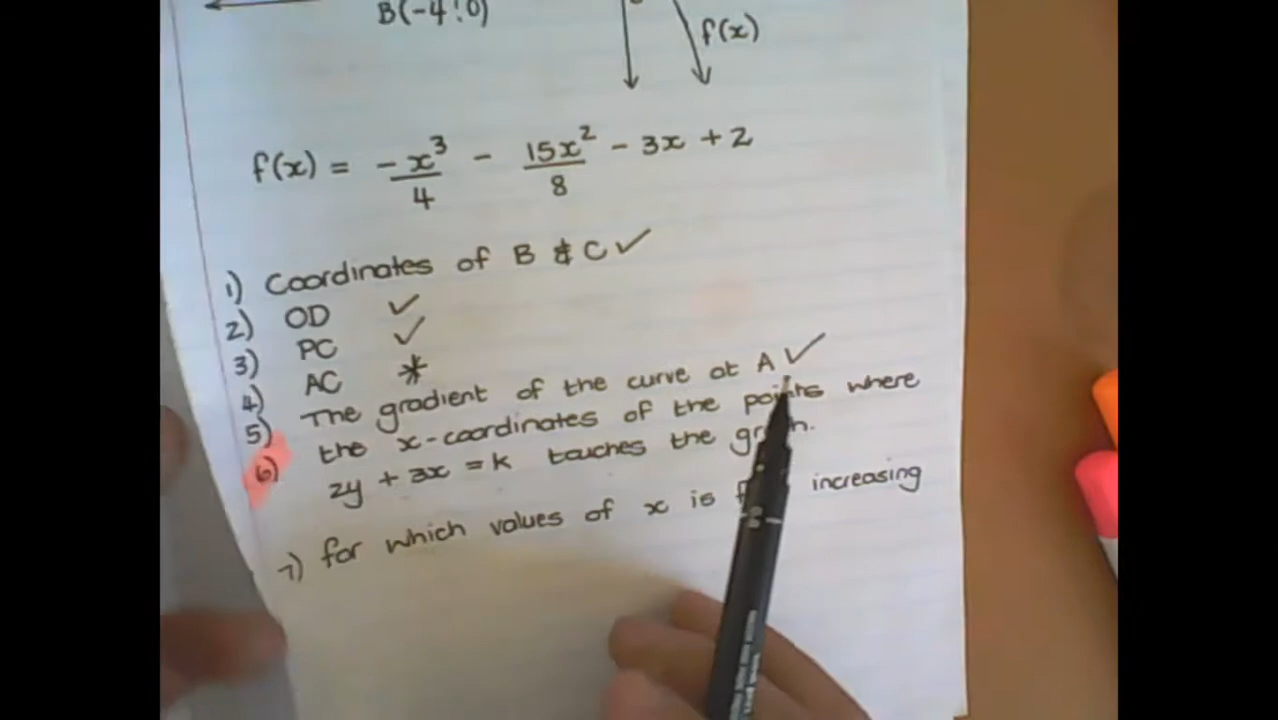 B(-4;0)
f(x)
f(x) = -x³/4 - 15x²/8 - 3x + 2
1) Coordinates of B & C ✓
2) OD ✓
3) PC ✓
4) AC *
5) The gradient of the curve at A ✓
6) the x-coordinates of the points where
2y + 3x = k touches the
7) for which values of x is increasing